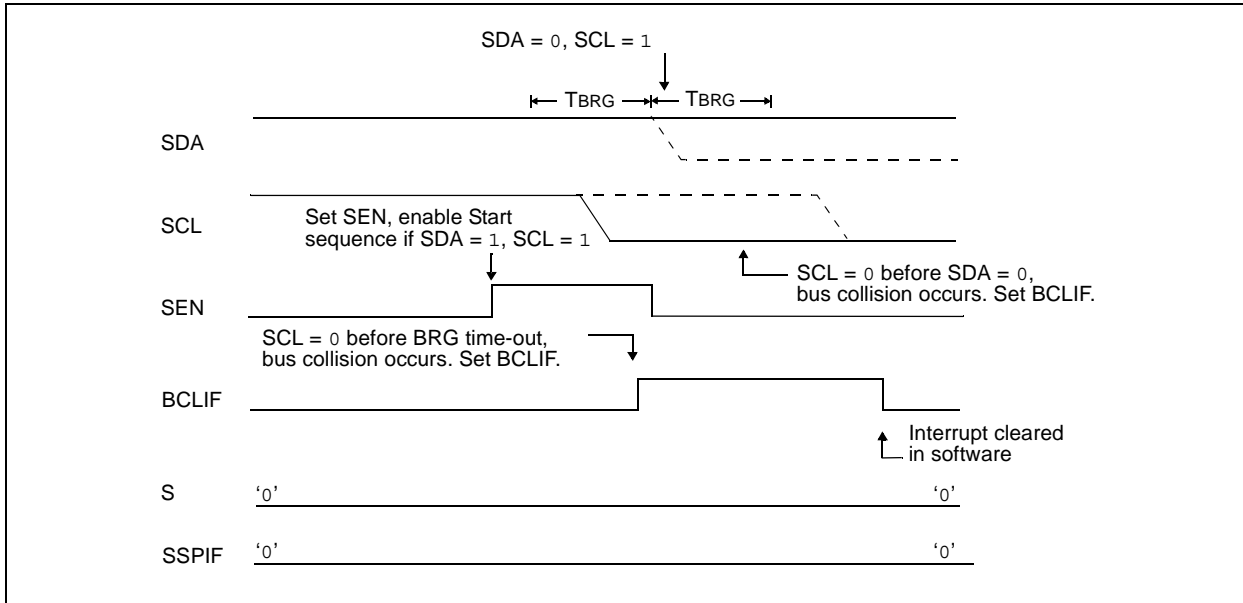 SDA = 0, SCL = 1
TBRG TBRG
SDA
SCL
Set SEN, enable Start
sequence if SDA = 1, SCL = 1
SCL = 0 before SDA = 0,
bus collision occurs. Set BCLIF.
SEN
SCL = 0 before BRG time-out,
bus collision occurs. Set BCLIF.
BCLIF
Interrupt cleared
in software
S ‘0’ ‘0’
SSPIF ‘0’ ‘0’